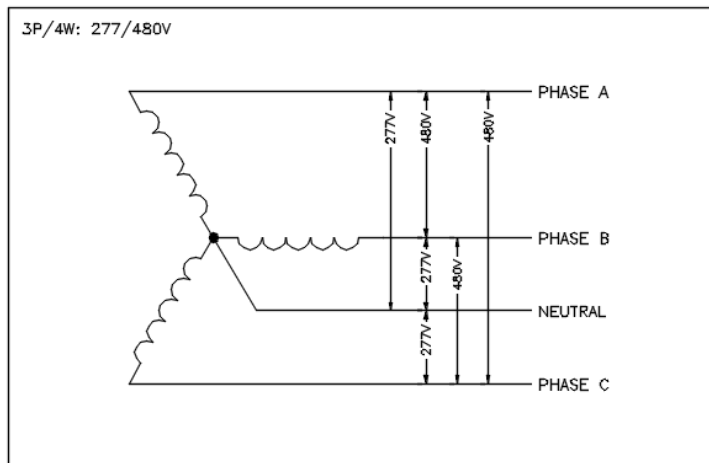 3P/4W: 277/480V
PHASE A
277V
480V
480V
PHASE B
277V
480V
NEUTRAL
277V
PHASE C